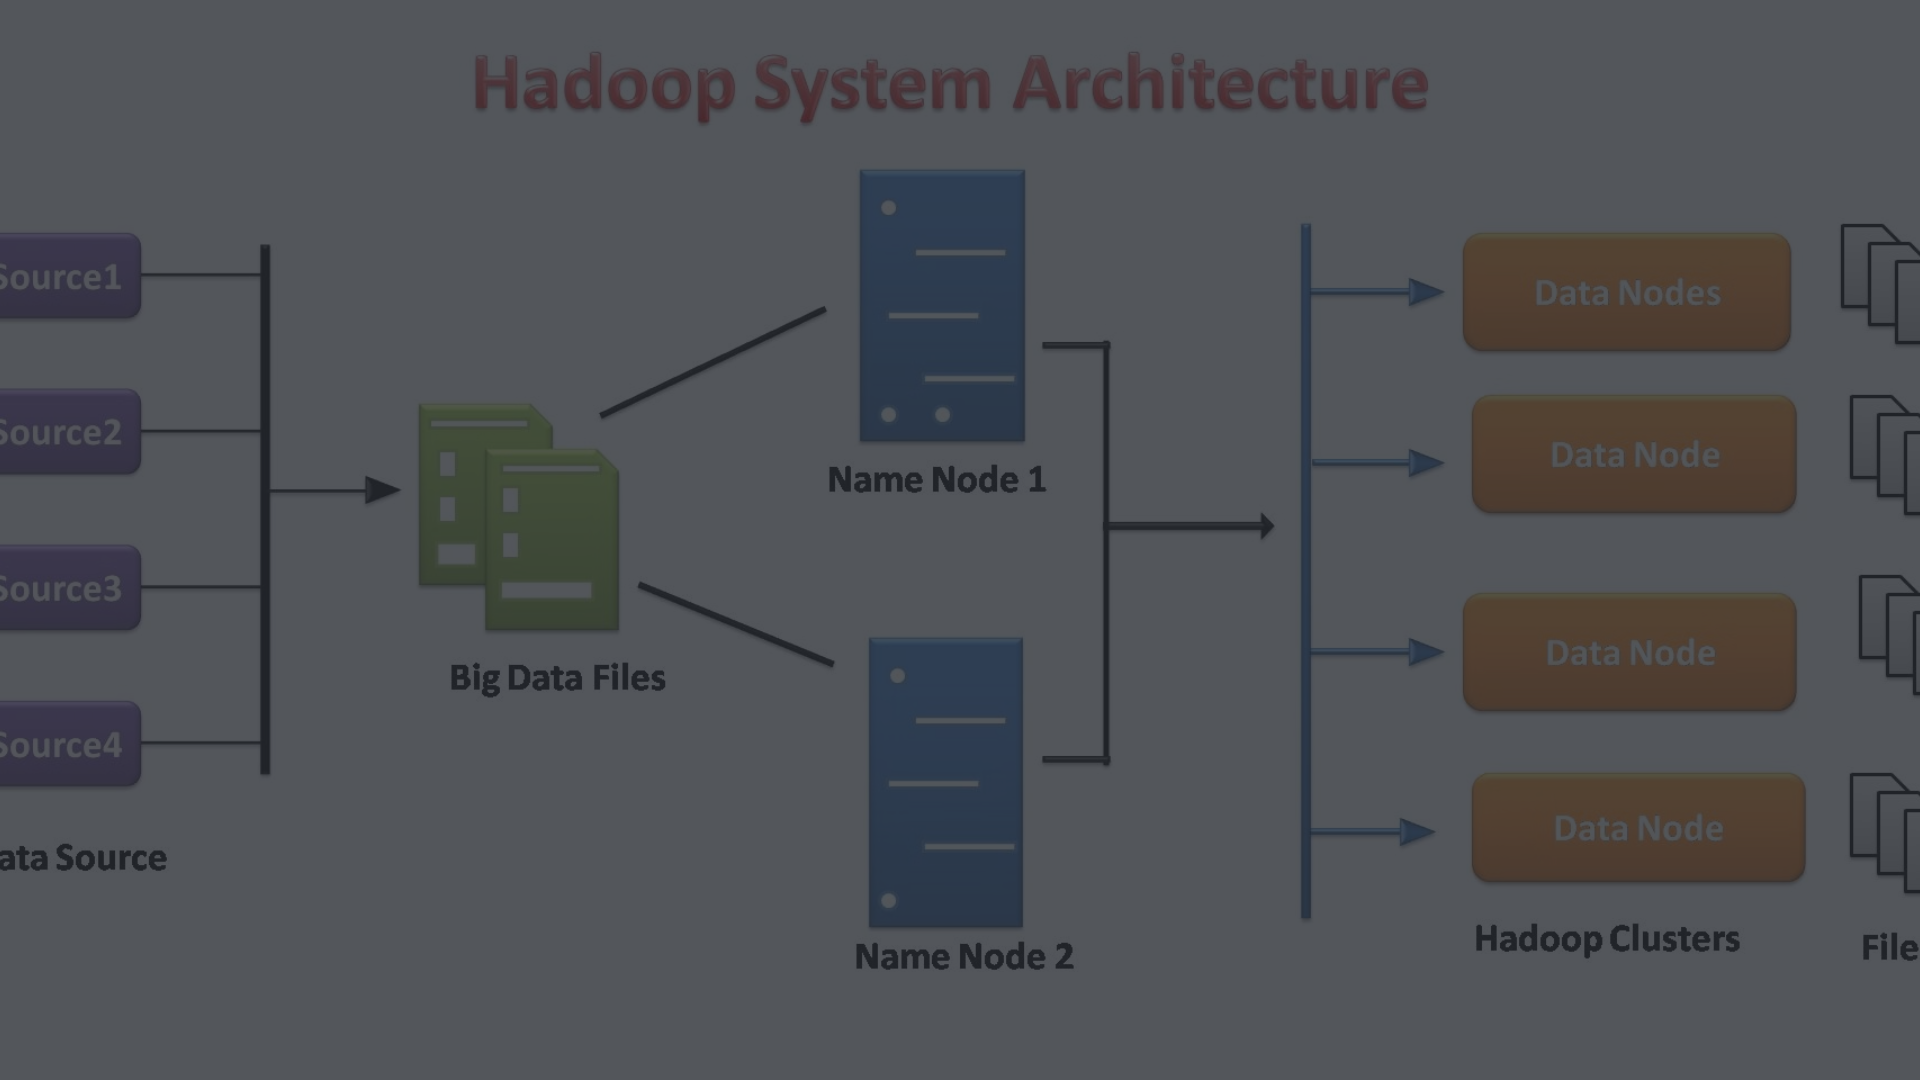 Hadoop System Architecture
Source1
Source2
Source3
Source4
ata Source
Big Data Files
Name Node 1
Name Node 2
Data Nodes
Data Node
Data Node
Data Node
Hadoop Clusters
File